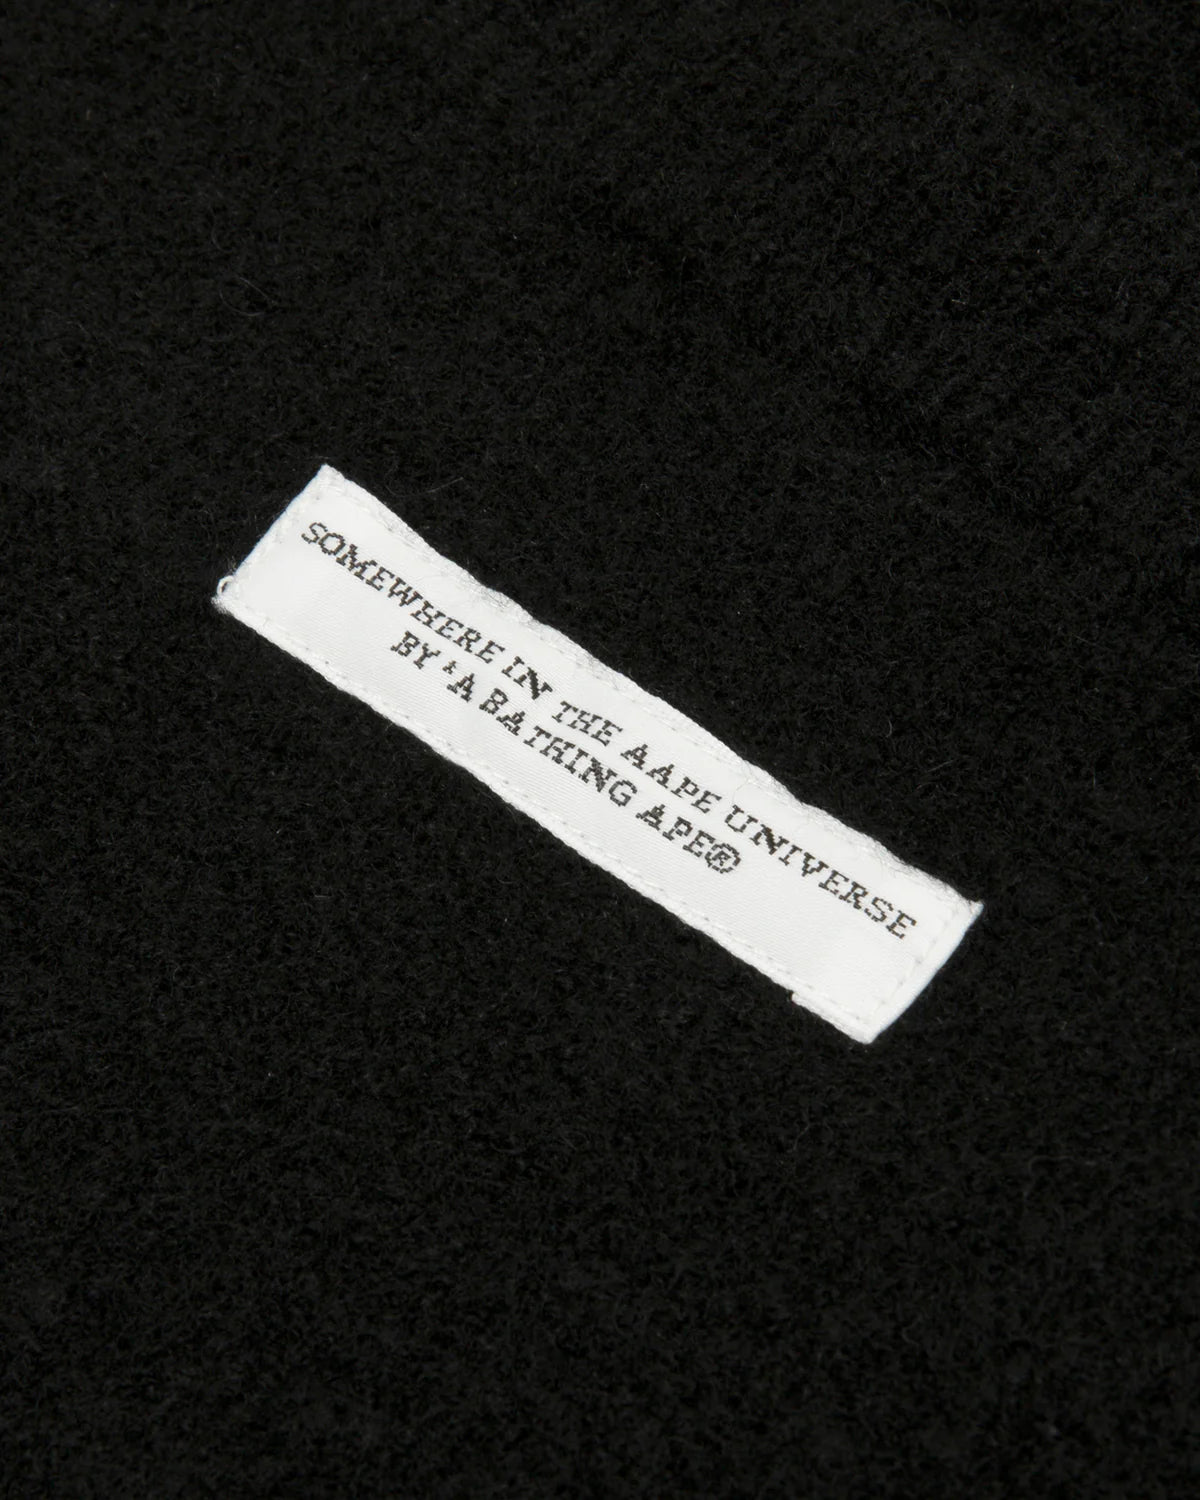 SOMEWHERE IN THE AAPE UNIVERSE
BY 'A BATHING APE®